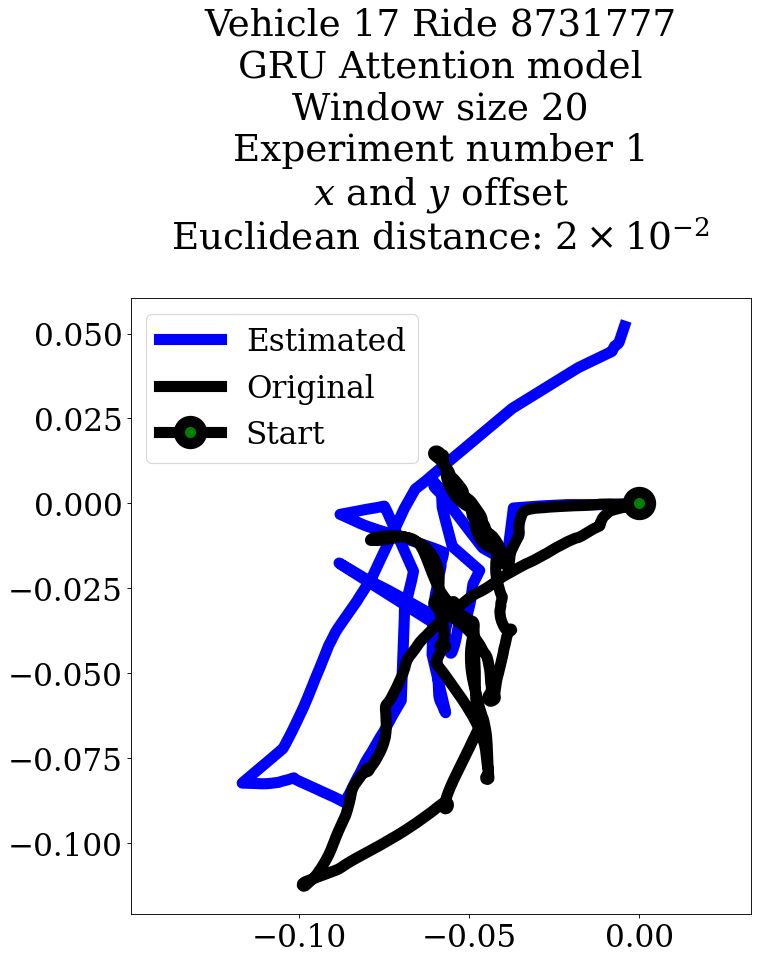 Vehicle 17 Ride 8731777
GRU Attention model
Window size 20
Experiment number 1
x and y offset
Euclidean distance: 2 × 10⁻²
Estimated
Original
Start
0.050
0.025
0.000
−0.025
−0.050
−0.075
−0.100
−0.10 −0.05 0.00